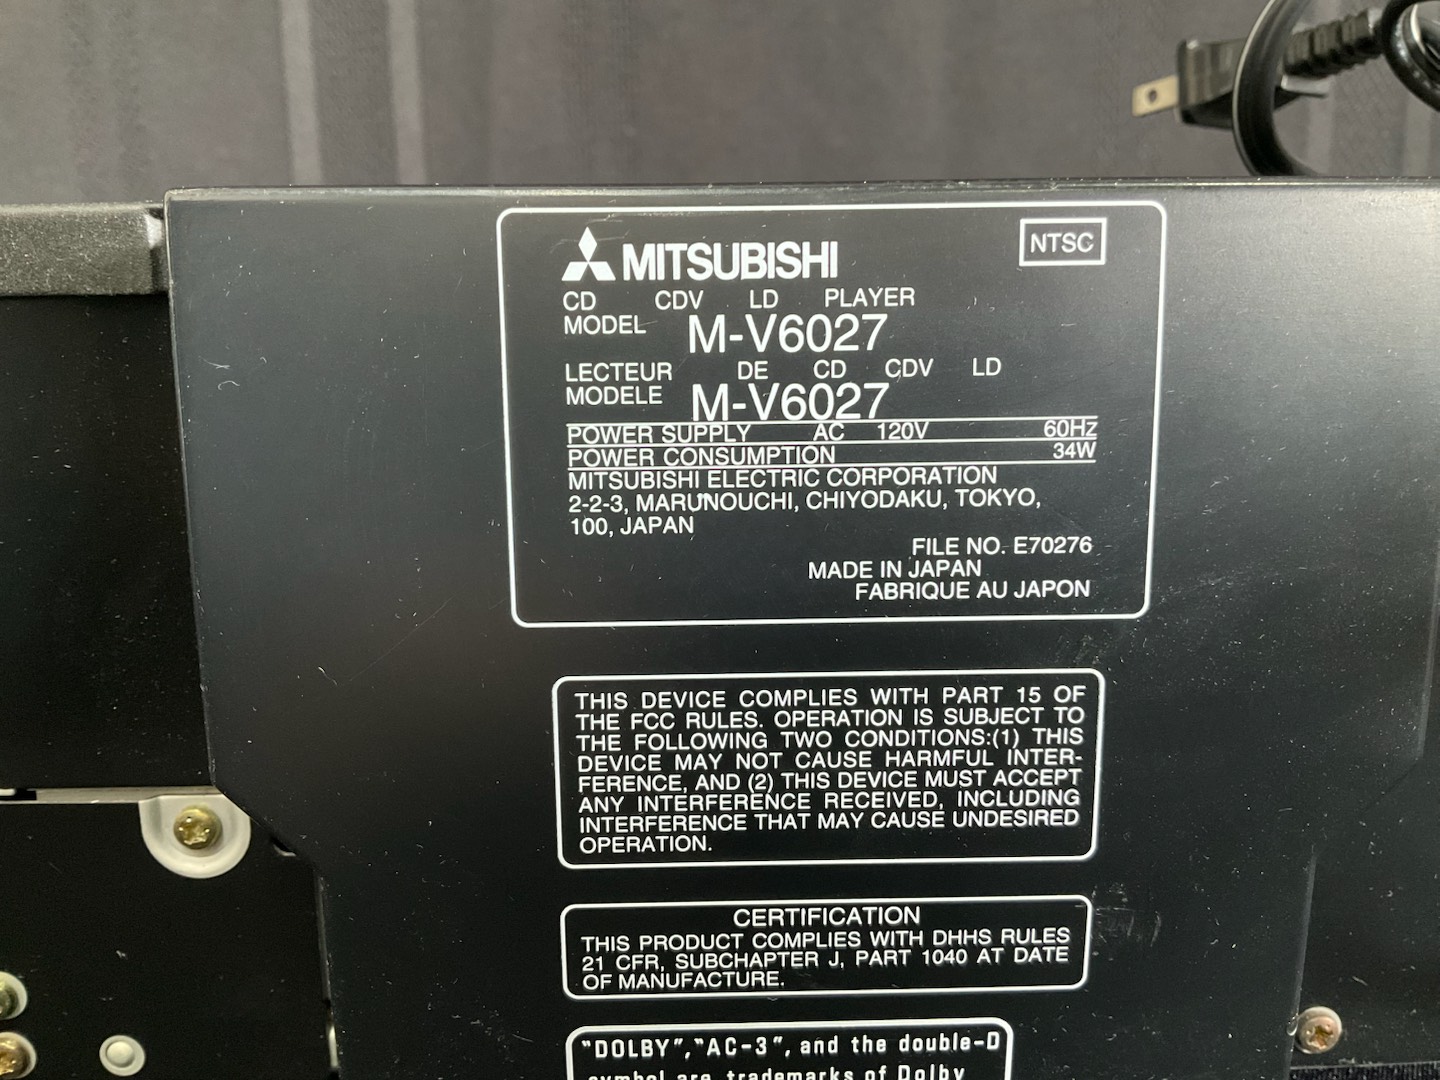 MITSUBISHI
NTSC
CD CDV LD PLAYER
MODEL M-V6027
LECTEUR DE CD CDV LD
MODELE M-V6027
POWER SUPPLY AC 120V 60Hz
POWER CONSUMPTION 34W
MITSUBISHI ELECTRIC CORPORATION
2-2-3, MARUNOUCHI, CHIYODAKU, TOKYO,
100, JAPAN
FILE NO. E70276
MADE IN JAPAN
FABRIQUE AU JAPON
THIS DEVICE COMPLIES WITH PART 15 OF
THE FCC RULES. OPERATION IS SUBJECT TO
THE FOLLOWING TWO CONDITIONS:(1) THIS
DEVICE MAY NOT CAUSE HARMFUL INTER-
FERENCE, AND (2) THIS DEVICE MUST ACCEPT
ANY INTERFERENCE RECEIVED, INCLUDING
INTERFERENCE THAT MAY CAUSE UNDESIRED
OPERATION.
CERTIFICATION
THIS PRODUCT COMPLIES WITH DHHS RULES
21 CFR, SUBCHAPTER J, PART 1040 AT DATE
OF MANUFACTURE.
"DOLBY","AC-3", and the double-D
symbol are trademarks of Dolby